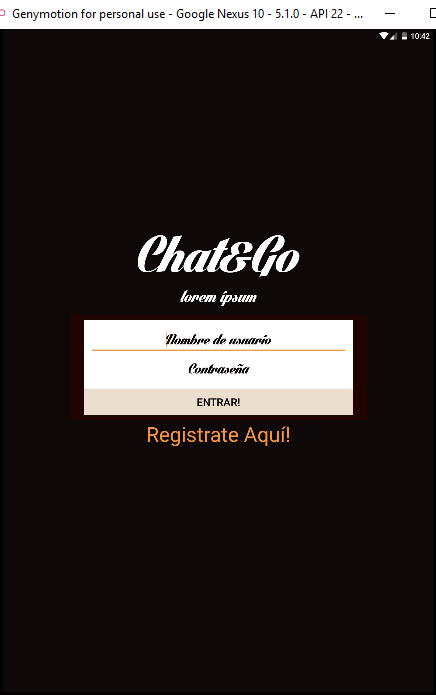 Genymotion for personal use - Google Nexus 10 - 5.1.0 - API 22 - ...
10:42
Chat&Go
lorem ipsum
Nombre de usuario
Contraseña
ENTRAR!
Registrate Aquí!